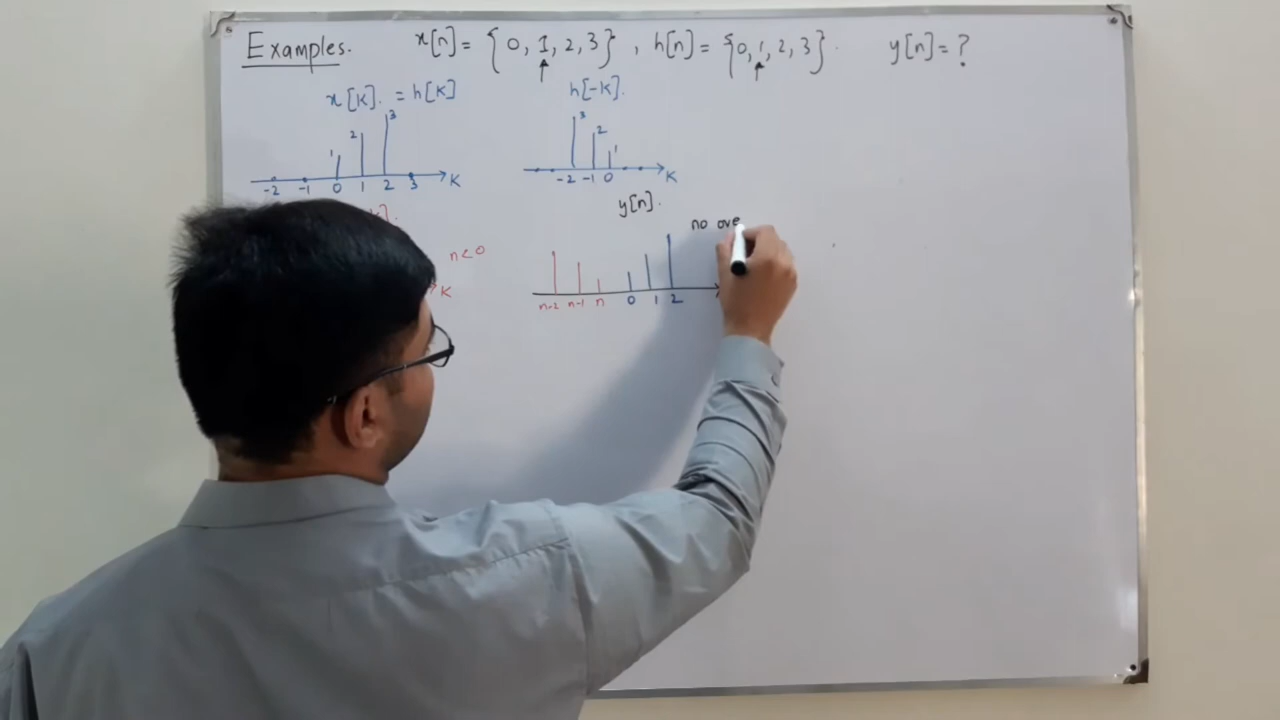 Examples. x[n] = {0, 1, 2, 3}, h[n] = {0, 1, 2, 3}. y[n] = ?
↑ ↑
x[k]. = h[k] h[-k].
1 2 3 3 2 1
-2 -1 0 1 2 3 k -2 -1 0 k
y[n].
no ove
n<0
k n-2 n-1 n 0 1 2